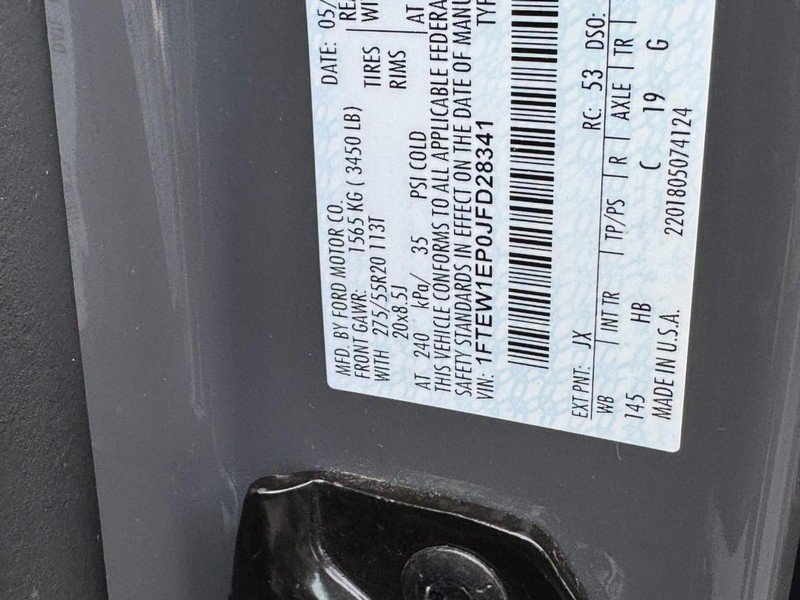 MFD. BY FORD MOTOR CO.
DATE: 05/
FRONT GAWR: 1565 KG ( 3450 LB)
WITH 275/55R20 113T TIRES
20x8.5J RIMS
AT 240 kPa/ 35 PSI COLD AT
THIS VEHICLE CONFORMS TO ALL APPLICABLE FEDERA
SAFETY STANDARDS IN EFFECT ON THE DATE OF MANU
VIN: 1FTEW1EP0JFD28341 TYP
EXT PNT: JX RC: 53 DSO:
WB INT TR TP/PS R AXLE TR
145 HB C 19 G
MADE IN U.S.A. 2201805074124